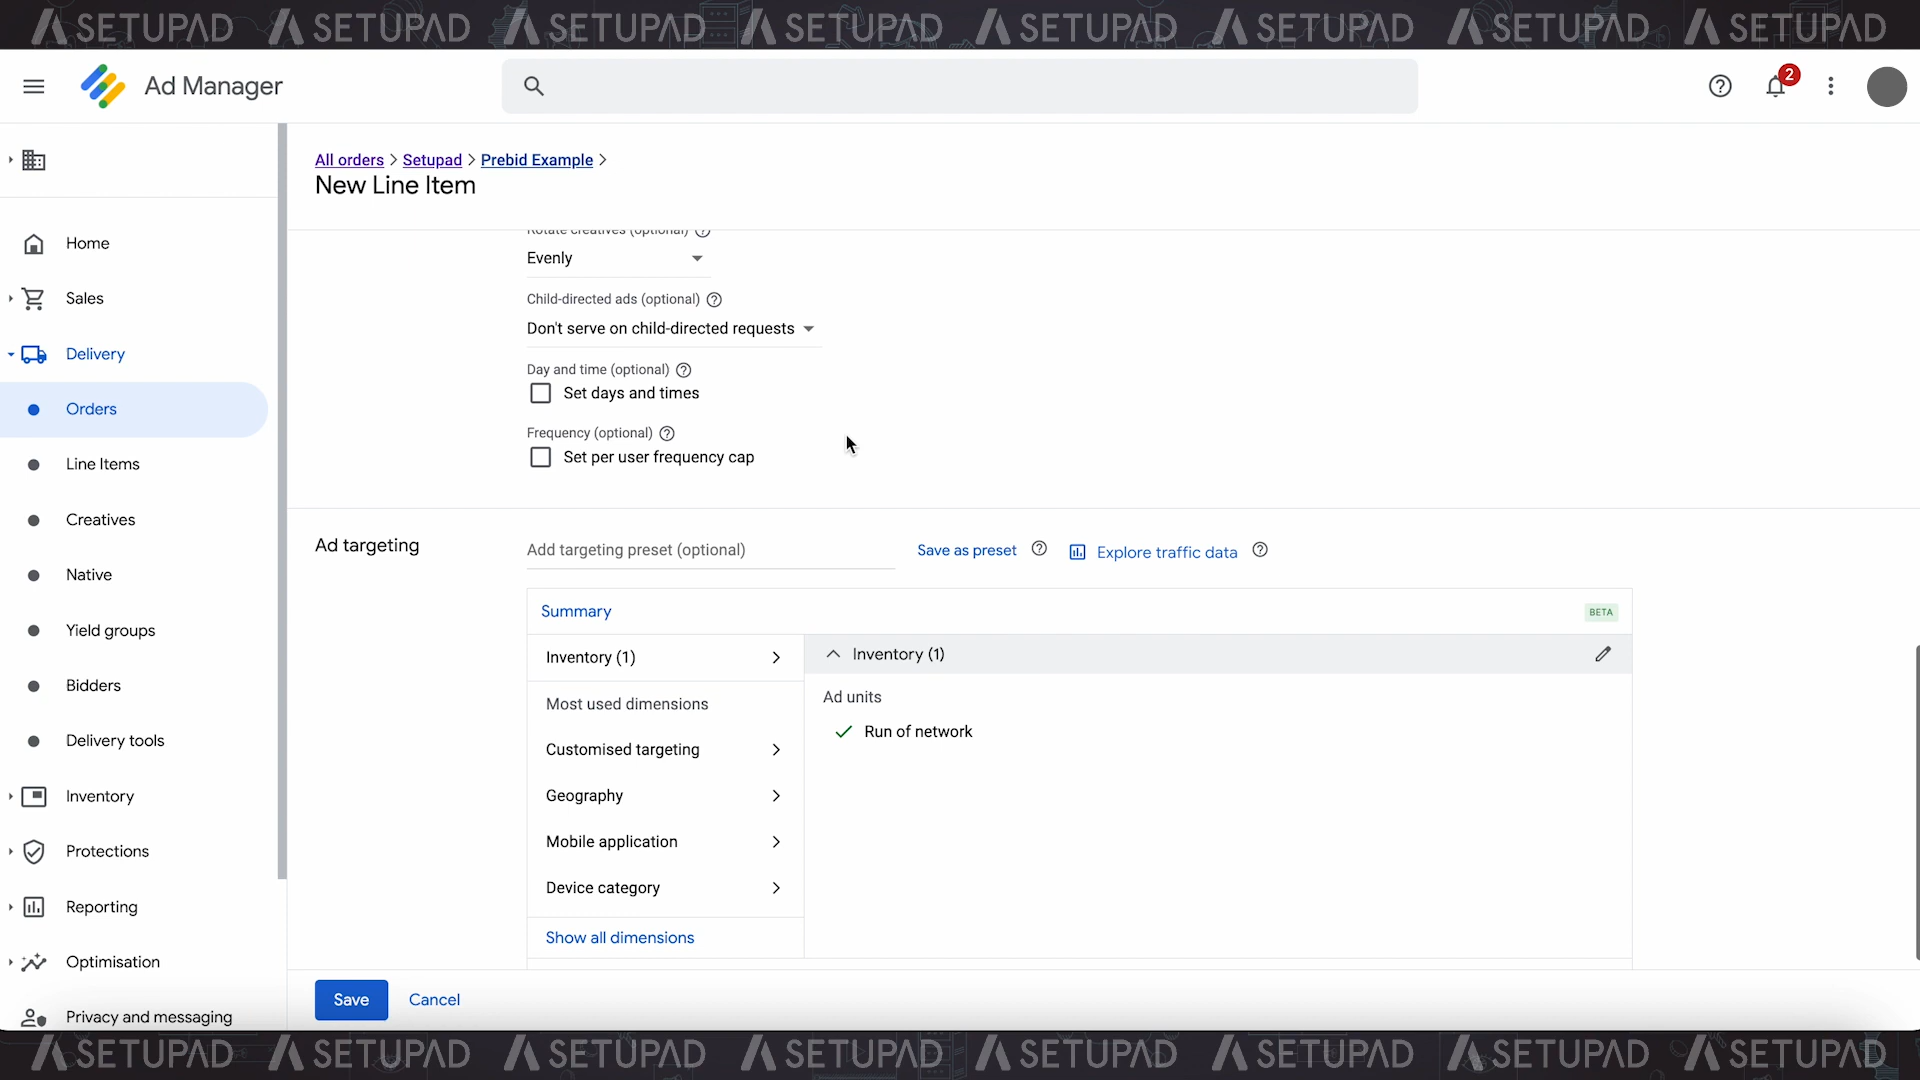 SETUPAD SETUPAD SETUPAD SETUPAD SETUPAD SETUPAD SETUPAD SETUPAD
Ad Manager
2
All orders > Setupad > Prebid Example >
New Line Item
Home
Sales
Delivery
Orders
Line Items
Creatives
Native
Yield groups
Bidders
Delivery tools
Inventory
Protections
Reporting
Optimisation
Privacy and messaging
Rotate creatives (optional)
Evenly
Child-directed ads (optional)
Don't serve on child-directed requests
Day and time (optional)
Set days and times
Frequency (optional)
Set per user frequency cap
Ad targeting
Add targeting preset (optional)
Save as preset
Explore traffic data
Summary
BETA
Inventory (1)
Most used dimensions
Customised targeting
Geography
Mobile application
Device category
Show all dimensions
Inventory (1)
Ad units
Run of network
Save
Cancel
SETUPAD SETUPAD SETUPAD SETUPAD SETUPAD SETUPAD SETUPAD SETUPAD